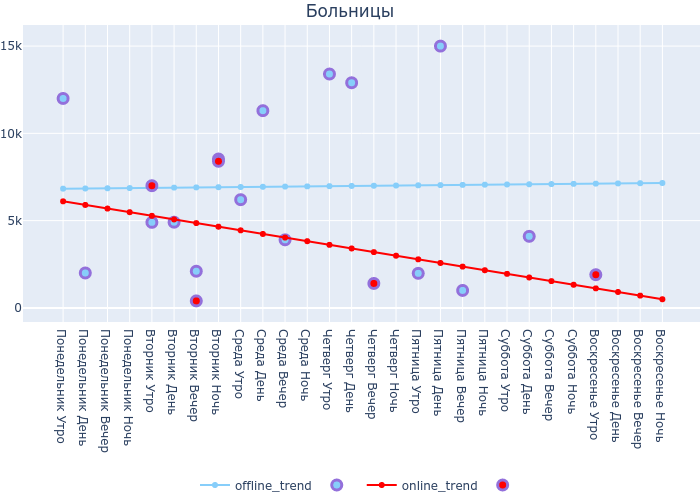 Больницы
15k
10k
5k
0
Понедельник Утро
Понедельник День
Понедельник Вечер
Понедельник Ночь
Вторник Утро
Вторник День
Вторник Вечер
Вторник Ночь
Среда Утро
Среда День
Среда Вечер
Среда Ночь
Четверг Утро
Четверг День
Четверг Вечер
Четверг Ночь
Пятница Утро
Пятница День
Пятница Вечер
Пятница Ночь
Суббота Утро
Суббота День
Суббота Вечер
Суббота Ночь
Воскресенье Утро
Воскресенье День
Воскресенье Вечер
Воскресенье Ночь
offline_trend online_trend